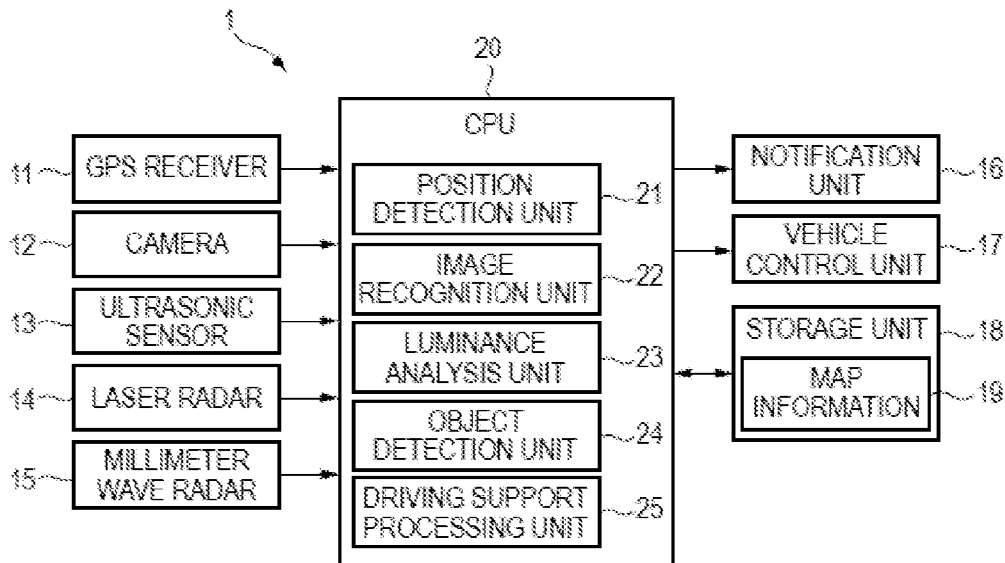 1
20
CPU
11
GPS RECEIVER
12
CAMERA
13
ULTRASONIC
SENSOR
14
LASER RADAR
15
MILLIMETER
WAVE RADAR
POSITION
DETECTION UNIT
21
IMAGE
RECOGNITION UNIT
22
LUMINANCE
ANALYSIS UNIT
23
OBJECT
DETECTION UNIT
24
DRIVING SUPPORT
PROCESSING UNIT
25
NOTIFICATION
UNIT
16
VEHICLE
CONTROL UNIT
17
STORAGE UNIT
18
MAP
INFORMATION
19